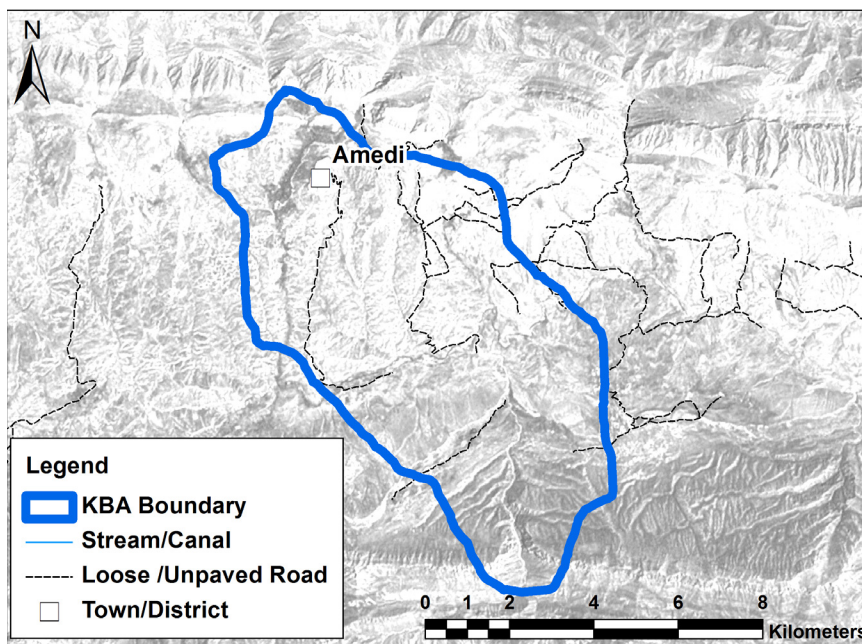 N
Amedi
Legend
KBA Boundary
Stream/Canal
Loose /Unpaved Road
Town/District
0 1 2 4 6 8
Kilometers